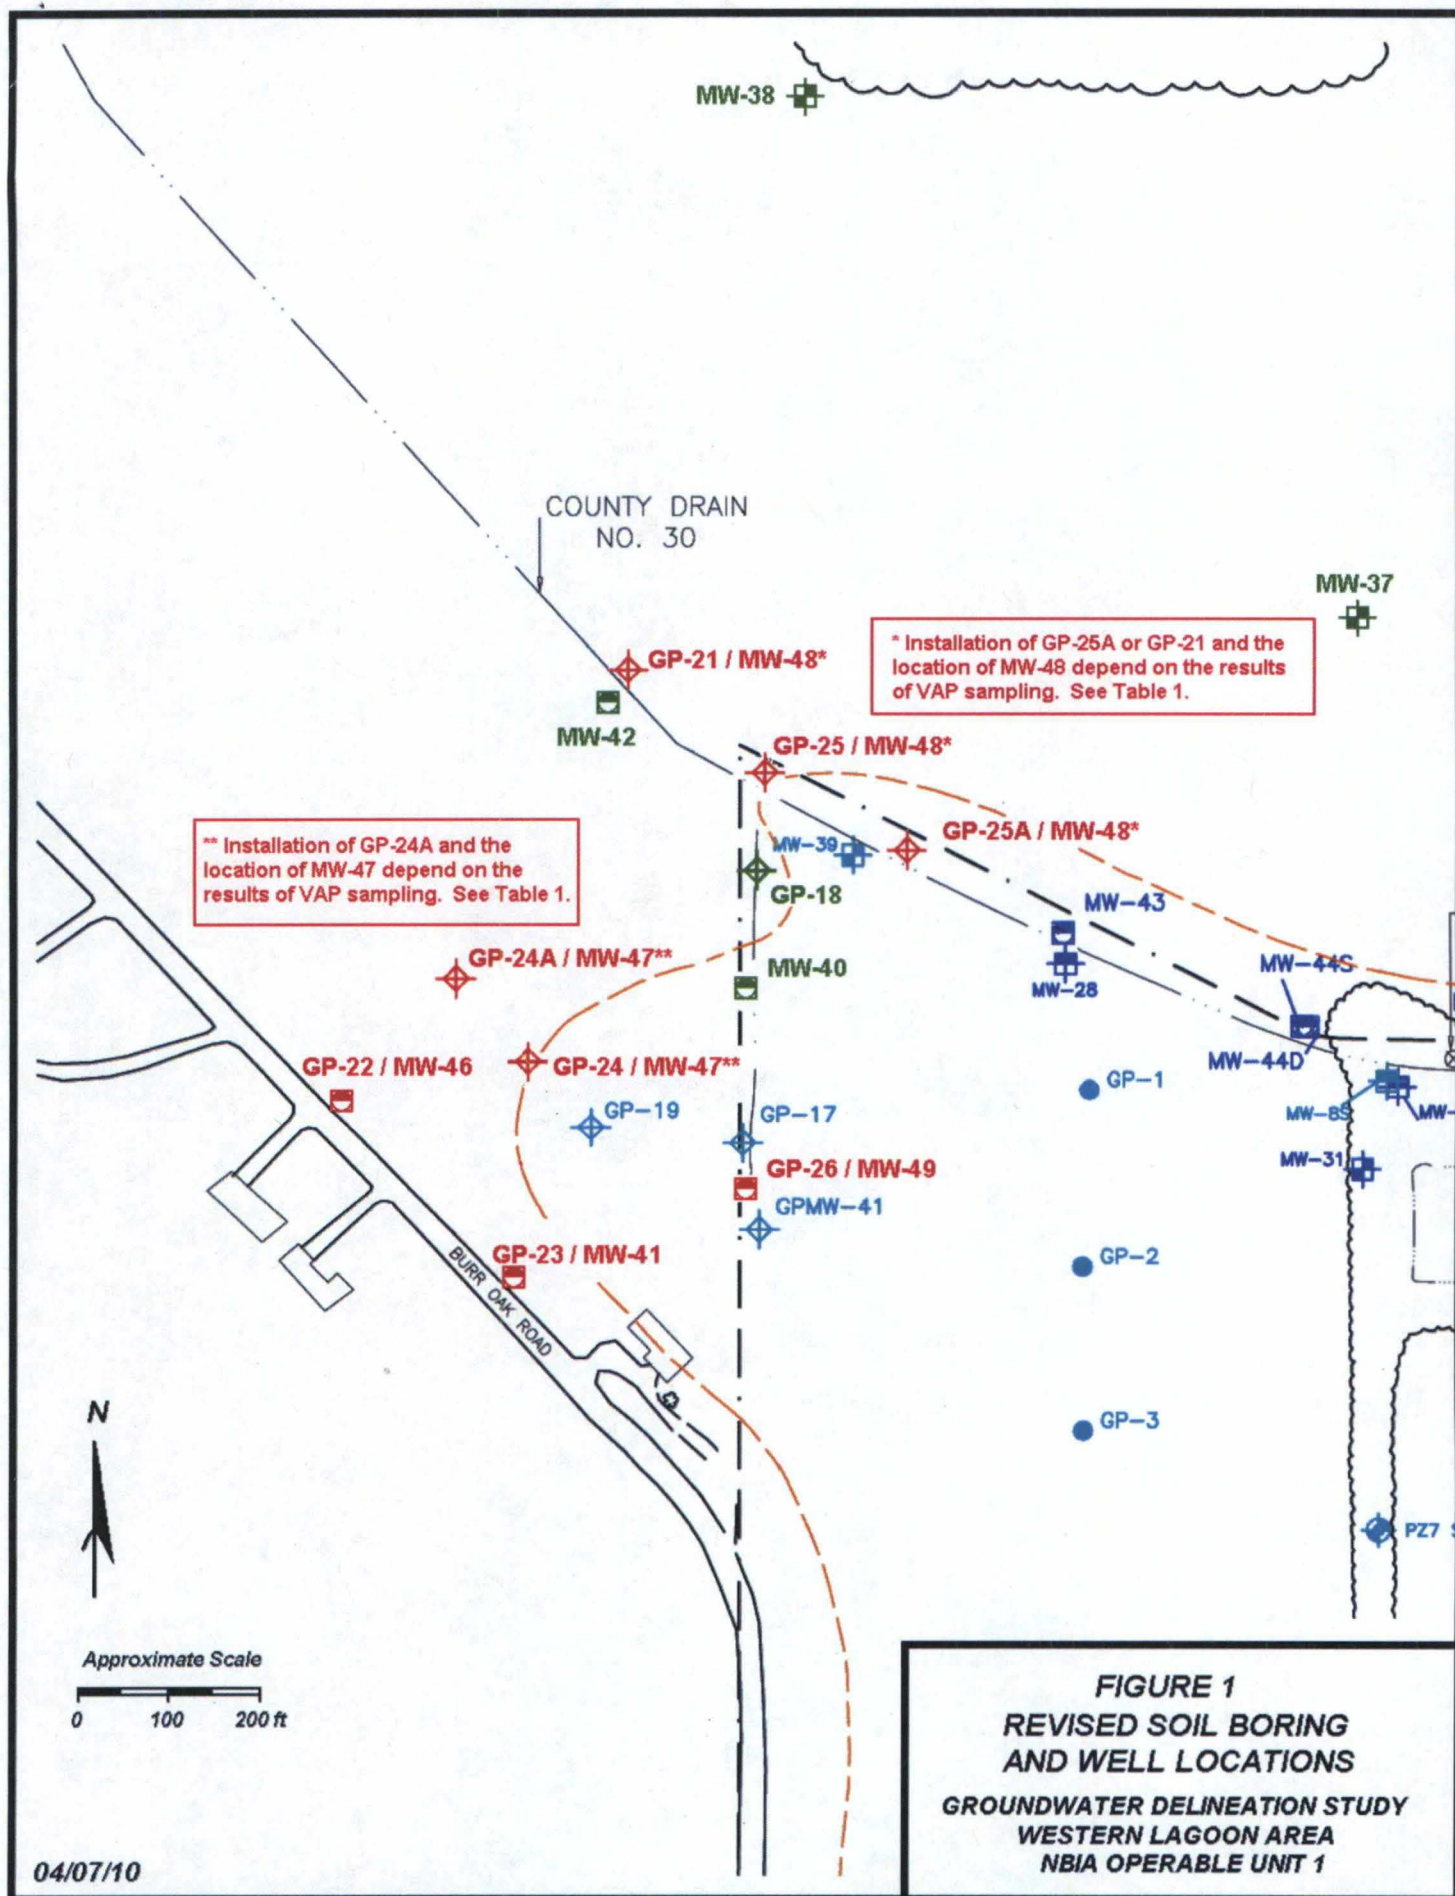 MW-38
COUNTY DRAIN
NO. 30
MW-37
* Installation of GP-25A or GP-21 and the
location of MW-48 depend on the results
of VAP sampling. See Table 1.
GP-21 / MW-48*
MW-42
GP-25 / MW-48*
** Installation of GP-24A and the
location of MW-47 depend on the
results of VAP sampling. See Table 1.
GP-25A / MW-48*
MW-39
GP-18
MW-43
GP-24A / MW-47**
MW-40
MW-28
MW-44S
MW-44D
GP-22 / MW-46
GP-24 / MW-47**
GP-1
GP-19
GP-17
MW-8S
MW-
MW-31
GP-26 / MW-49
GPMW-41
GP-23 / MW-41
GP-2
BURR OAK ROAD
GP-3
N
PZ7 S
Approximate Scale
0 100 200 ft
FIGURE 1
REVISED SOIL BORING
AND WELL LOCATIONS
GROUNDWATER DELINEATION STUDY
WESTERN LAGOON AREA
NBIA OPERABLE UNIT 1
04/07/10